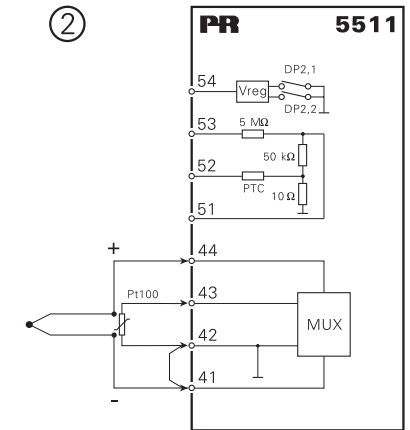 2
PR 5511
54
Vreg
DP2,1
DP2,2
53
5 MΩ
50 kΩ
52
PTC
10 Ω
51
+
44
Pt100
43
MUX
42
41
-